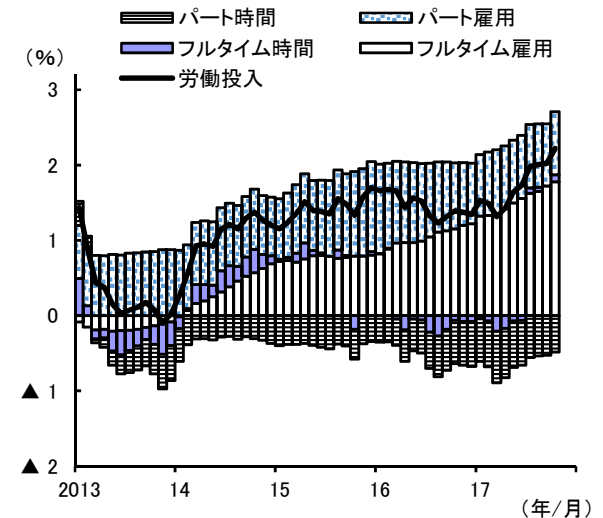 パート時間 パート雇用
フルタイム時間 フルタイム雇用
労働投入
（％）
3
2
1
0
▲ 1
▲ 2
2013 14 15 16 17
（年/月）